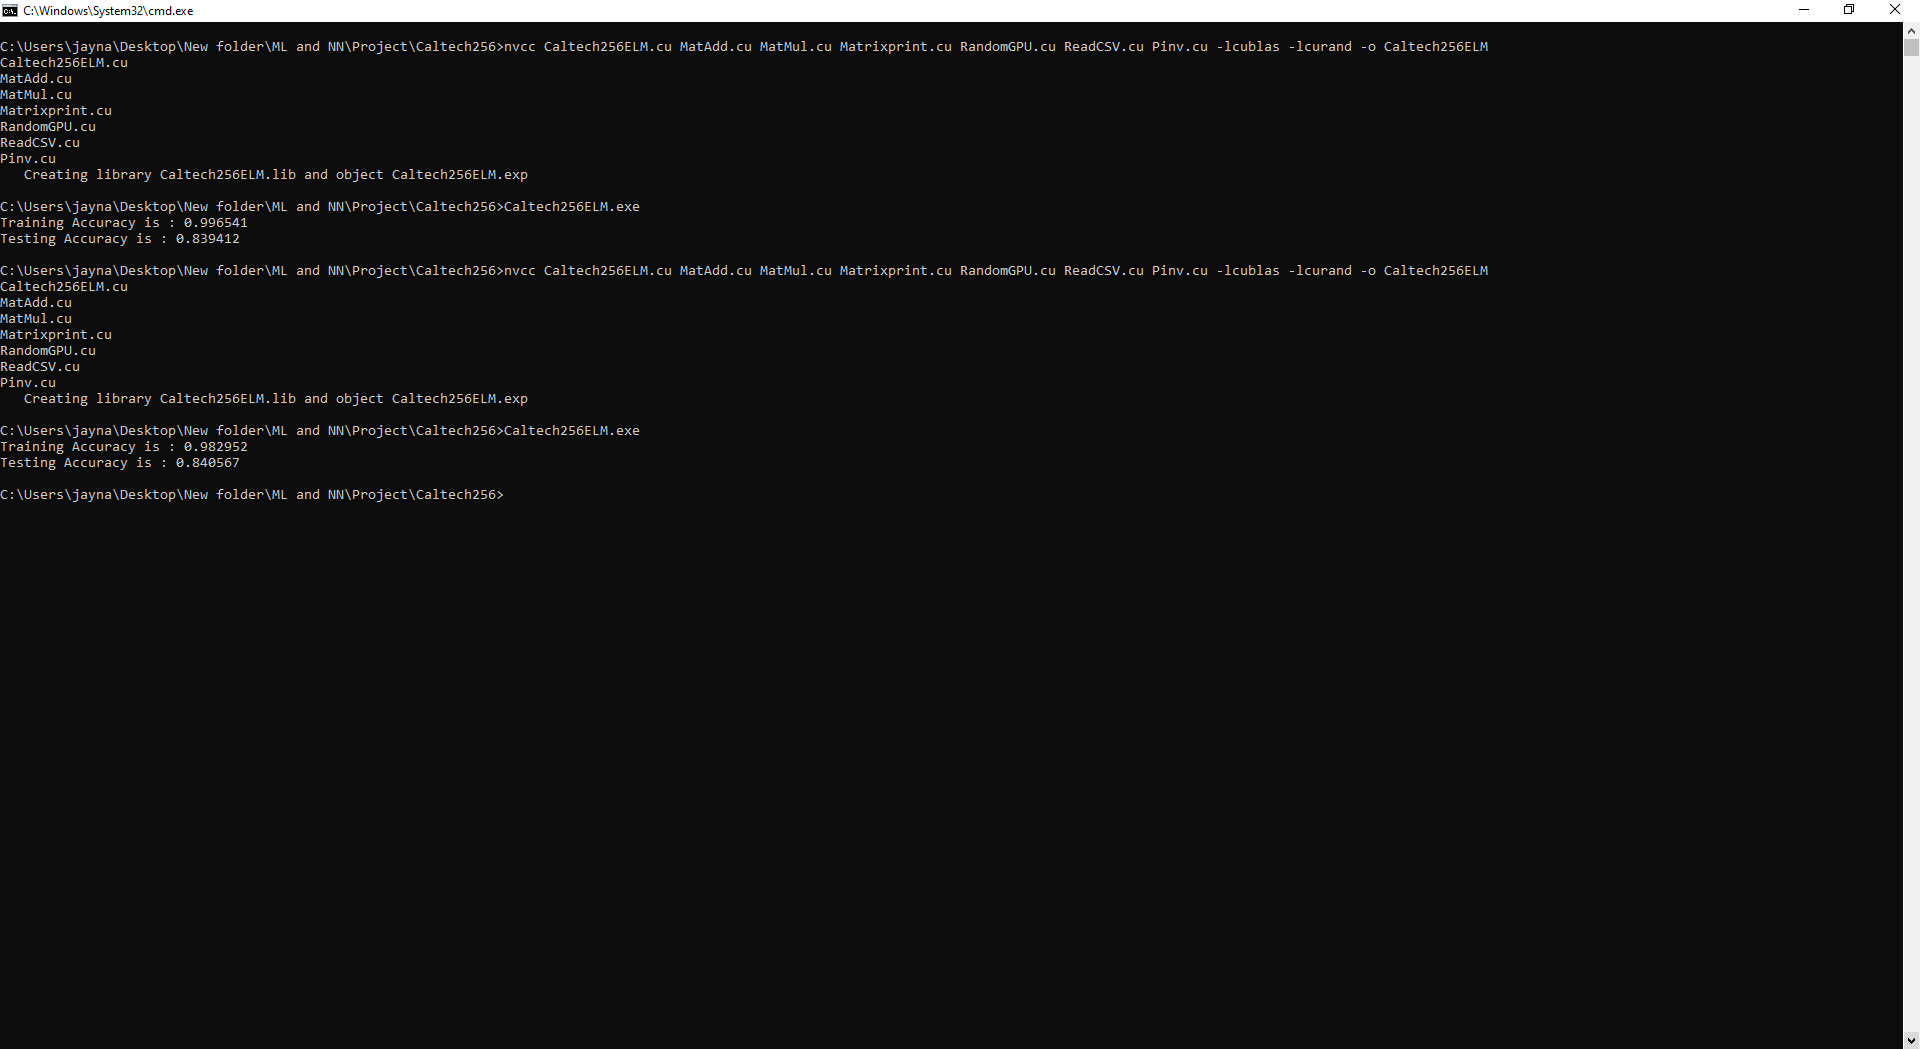 C:\Windows\System32\cmd.exe
C:\Users\jayna\Desktop\New folder\ML and NN\Project\Caltech256>nvcc Caltech256ELM.cu MatAdd.cu MatMul.cu Matrixprint.cu RandomGPU.cu ReadCSV.cu Pinv.cu -lcublas -lcurand -o Caltech256ELM
Caltech256ELM.cu
MatAdd.cu
MatMul.cu
Matrixprint.cu
RandomGPU.cu
ReadCSV.cu
Pinv.cu
   Creating library Caltech256ELM.lib and object Caltech256ELM.exp
C:\Users\jayna\Desktop\New folder\ML and NN\Project\Caltech256>Caltech256ELM.exe
Training Accuracy is : 0.996541
Testing Accuracy is : 0.839412
C:\Users\jayna\Desktop\New folder\ML and NN\Project\Caltech256>nvcc Caltech256ELM.cu MatAdd.cu MatMul.cu Matrixprint.cu RandomGPU.cu ReadCSV.cu Pinv.cu -lcublas -lcurand -o Caltech256ELM
Caltech256ELM.cu
MatAdd.cu
MatMul.cu
Matrixprint.cu
RandomGPU.cu
ReadCSV.cu
Pinv.cu
   Creating library Caltech256ELM.lib and object Caltech256ELM.exp
C:\Users\jayna\Desktop\New folder\ML and NN\Project\Caltech256>Caltech256ELM.exe
Training Accuracy is : 0.982952
Testing Accuracy is : 0.840567
C:\Users\jayna\Desktop\New folder\ML and NN\Project\Caltech256>